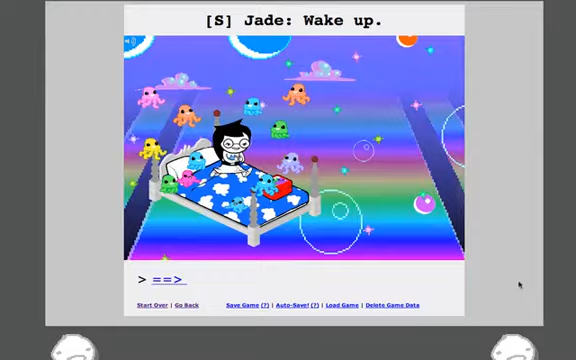 [S] Jade: Wake up.
> ==>
Start Over | Go Back Save Game (?) | Auto-Save! (?) | Load Game | Delete Game Data